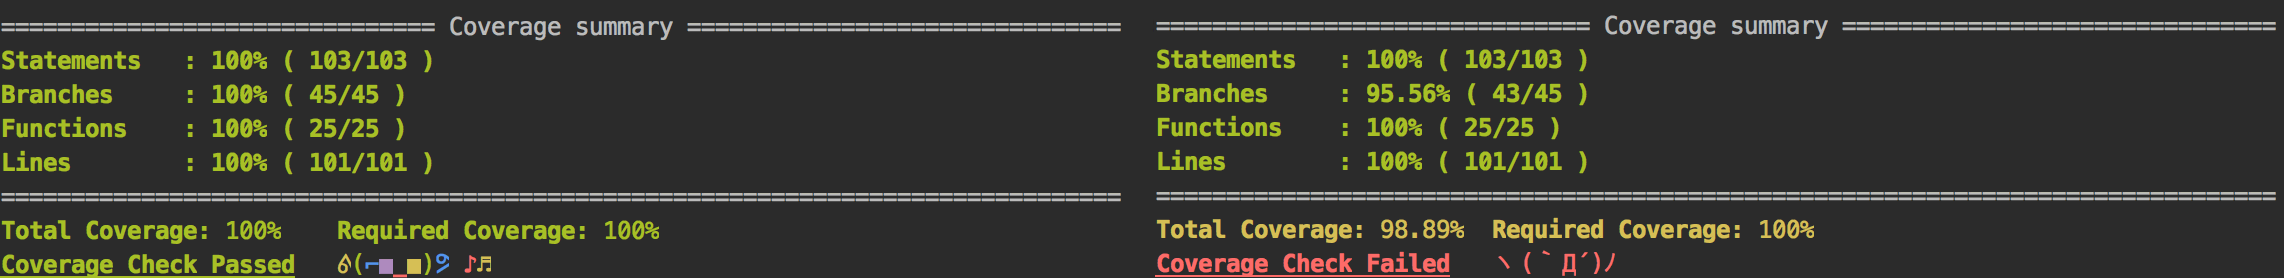 =============================== Coverage summary ===============================
Statements   : 100% ( 103/103 )
Branches     : 100% ( 45/45 )
Functions    : 100% ( 25/25 )
Lines        : 100% ( 101/101 )
================================================================================
Total Coverage: 100%    Required Coverage: 100%
Coverage Check Passed   ᕕ(⌐■_■)ᕗ ♪♬
=============================== Coverage summary ===============================
Statements   : 100% ( 103/103 )
Branches     : 95.56% ( 43/45 )
Functions    : 100% ( 25/25 )
Lines        : 100% ( 101/101 )
================================================================================
Total Coverage: 98.89%  Required Coverage: 100%
Coverage Check Failed   ヽ(｀Д´)ﾉ